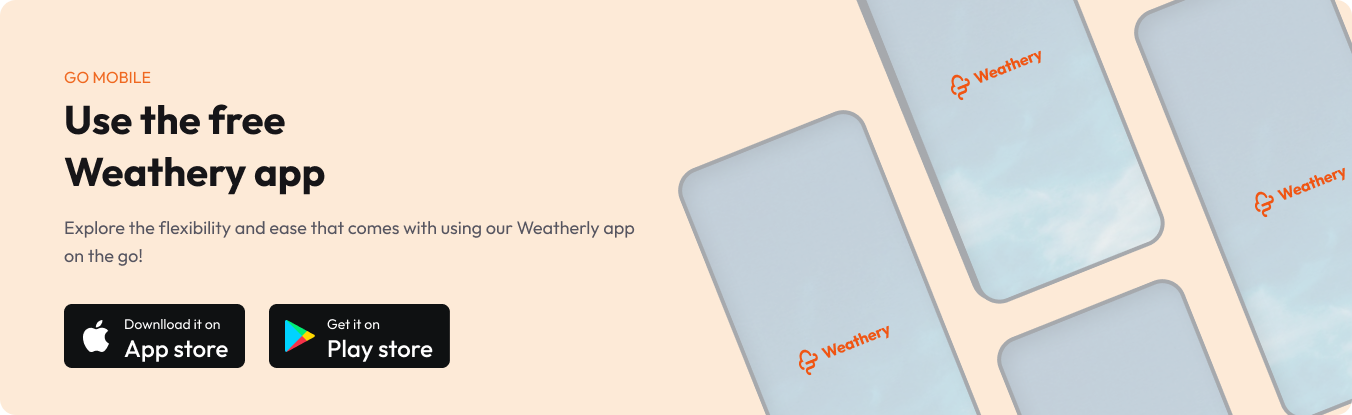 GO MOBILE
Use the free
Weathery app
Explore the flexibility and ease that comes with using our Weatherly app
on the go!
Downlload it on
App store
Get it on
Play store
Weathery
Weathery
Weathery